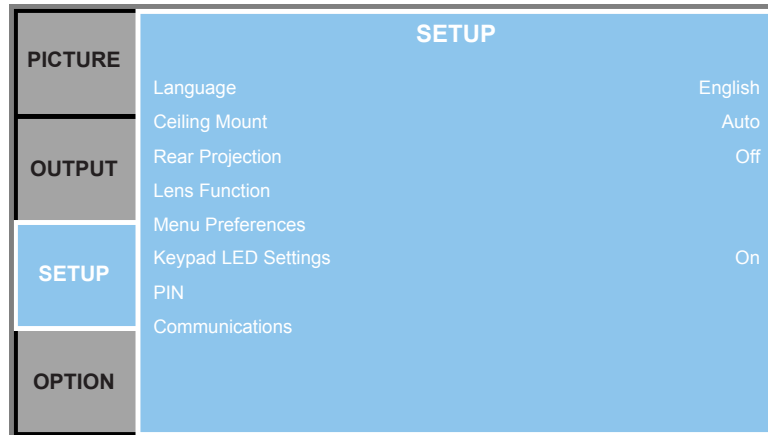 PICTURE
OUTPUT
SETUP
OPTION
SETUP
Language English
Ceiling Mount Auto
Rear Projection Off
Lens Function
Menu Preferences
Keypad LED Settings On
PIN
Communications